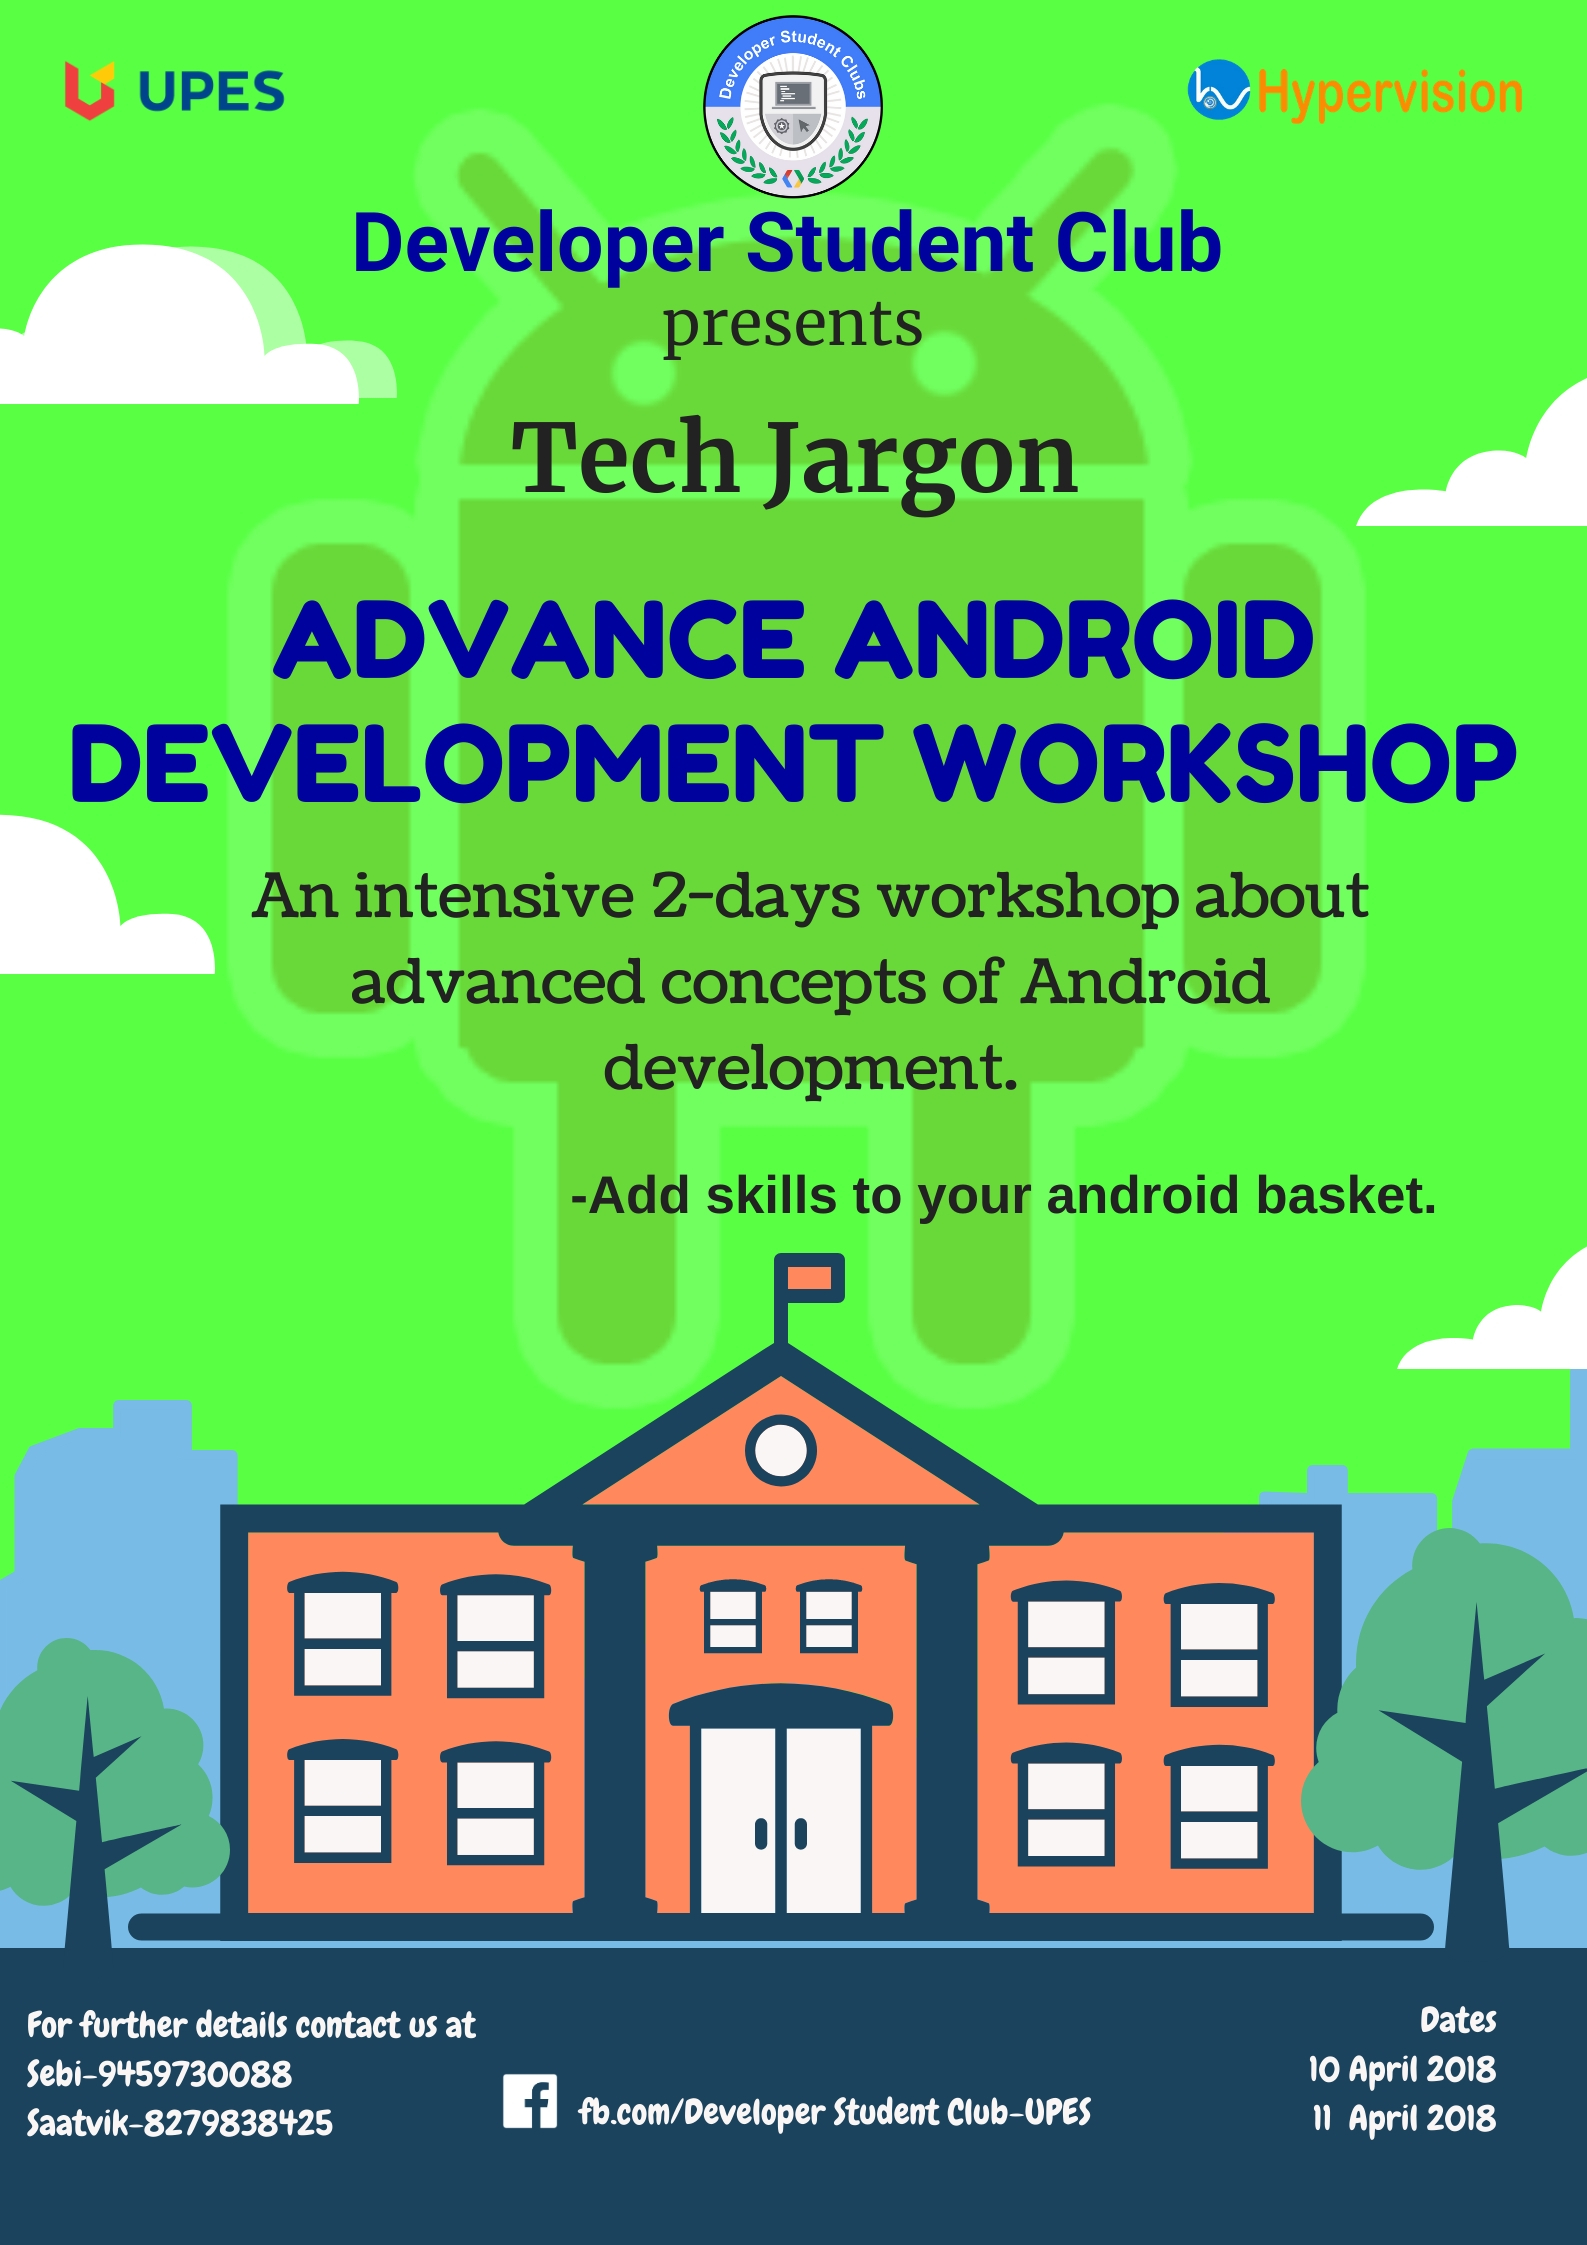 UPES
Developer Student Clubs
Hypervision
Developer Student Club
presents
Tech Jargon
ADVANCE ANDROID
DEVELOPMENT WORKSHOP
An intensive 2-days workshop about
advanced concepts of Android
development.
-Add skills to your android basket.
For further details contact us at
Sebi-9459730088
Saatvik-8279838425
fb.com/Developer Student Club-UPES
Dates
10 April 2018
11 April 2018